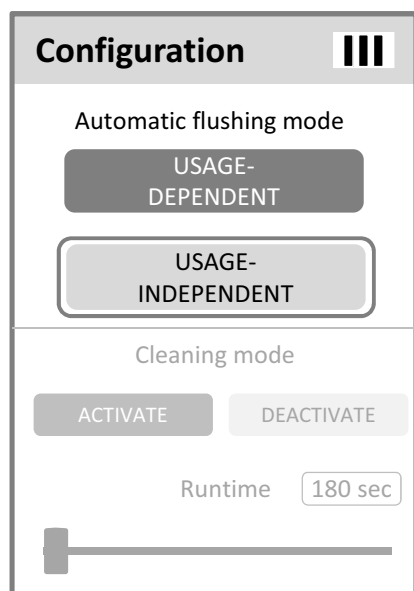 Configuration
Automatic flushing mode
USAGE-
DEPENDENT
USAGE-
INDEPENDENT
Cleaning mode
ACTIVATE DEACTIVATE
Runtime 180 sec